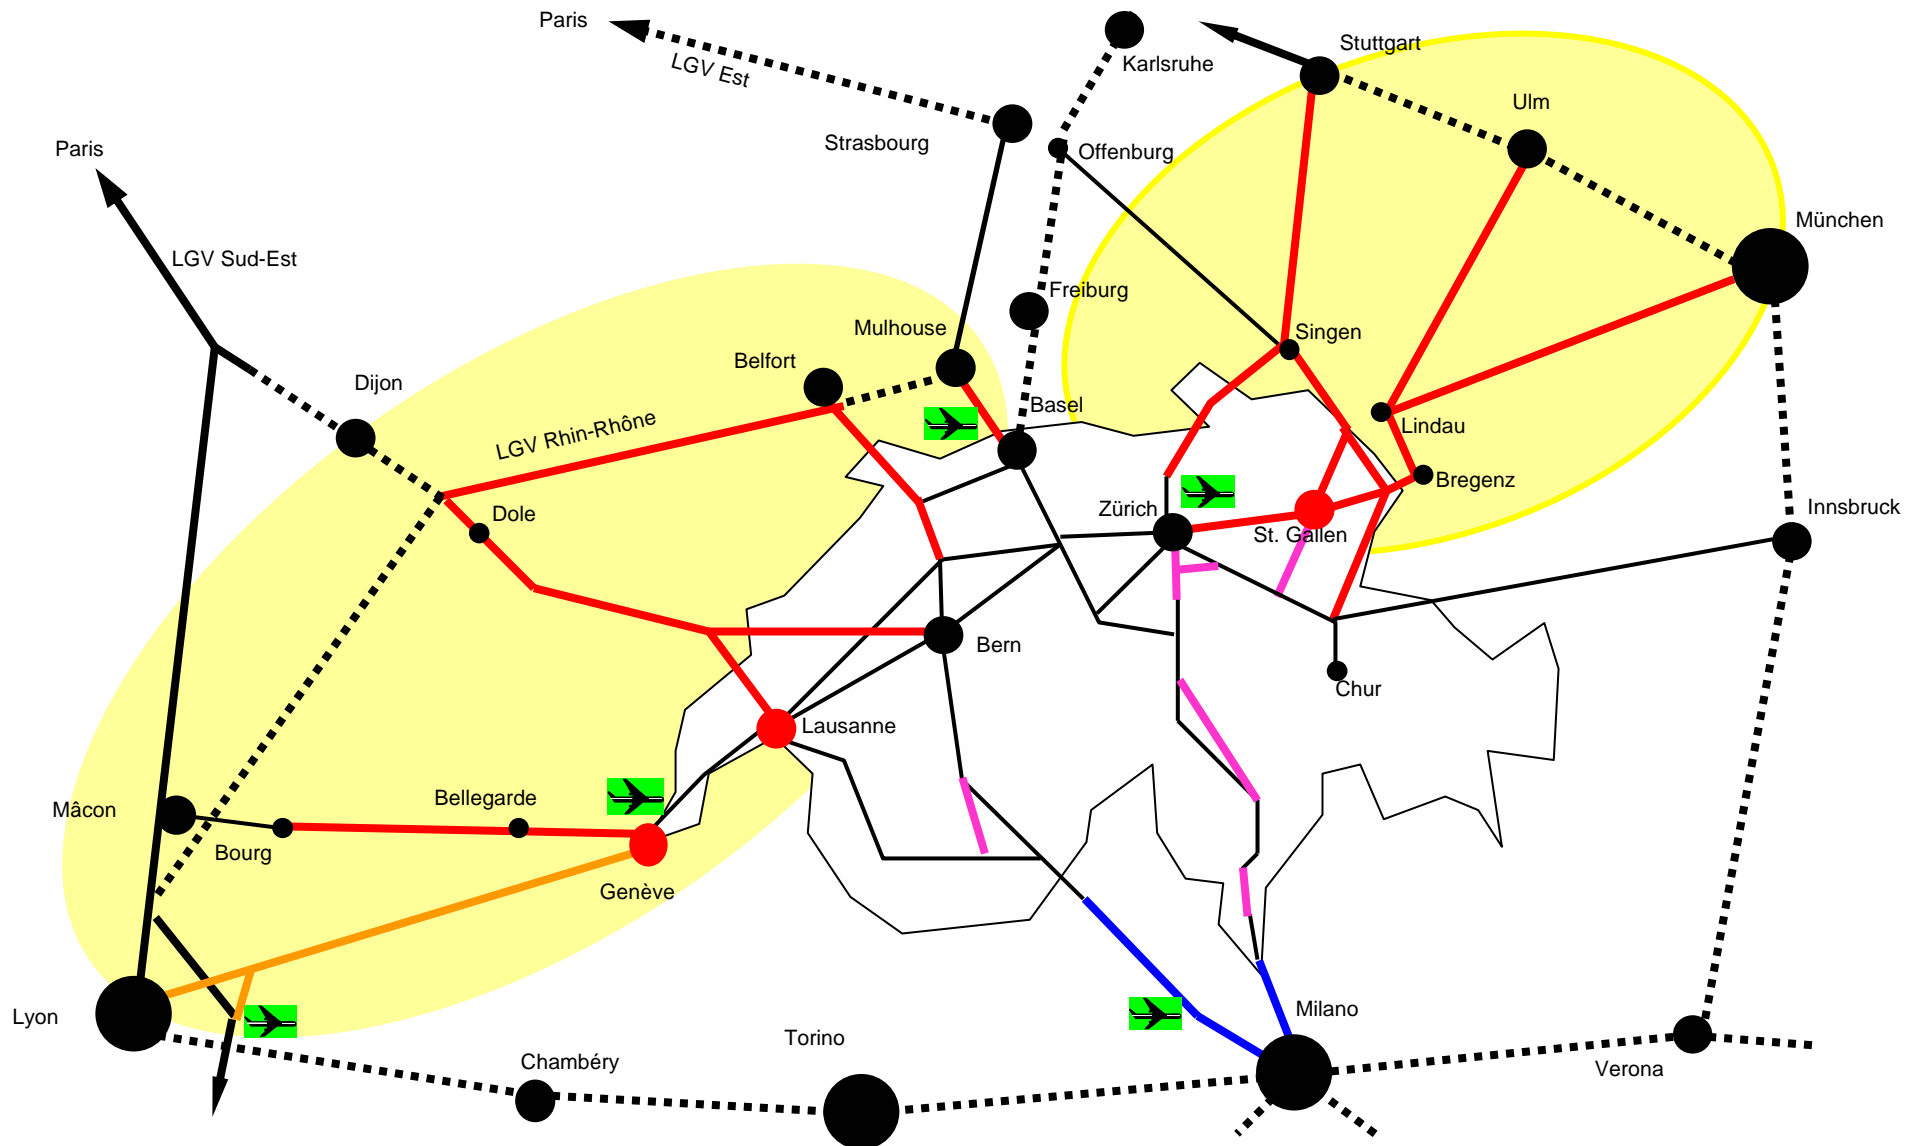 Paris
Stuttgart
LGV Est
Karlsruhe
Ulm
Paris
Strasbourg
Offenburg
München
LGV Sud-Est
Freiburg
Mulhouse
Singen
Belfort
Dijon
Basel
LGV Rhin-Rhône
Lindau
Bregenz
Dole
Zürich
Innsbruck
St. Gallen
Bern
Chur
Lausanne
Mâcon
Bellegarde
Bourg
Genève
Lyon
Milano
Torino
Chambéry
Verona